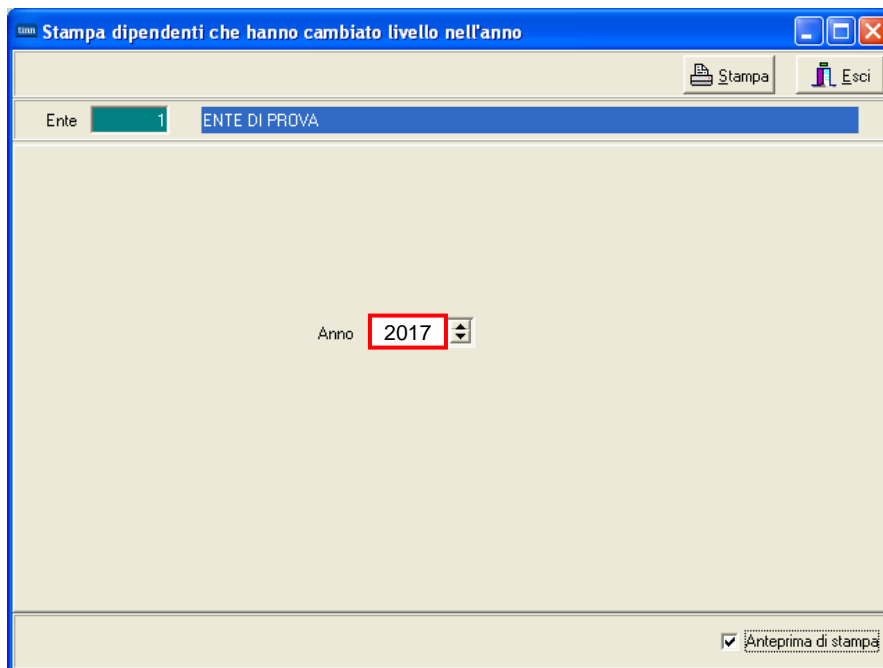 tinn Stampa dipendenti che hanno cambiato livello nell'anno
Stampa Esci
Ente 1 ENTE DI PROVA
Anno 2017
Anteprima di stampa